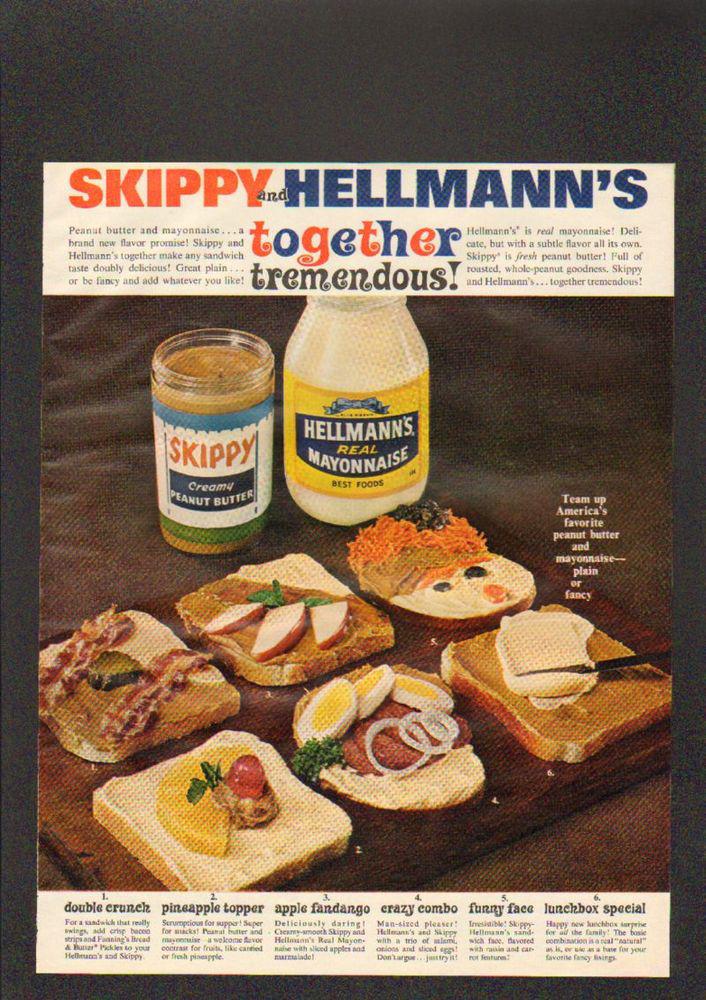 SKIPPY and HELLMANN'S
together
tremendous!
Peanut butter and mayonnaise...a
brand new flavor promise! Skippy and
Hellmann's together make any sandwich
taste doubly delicious! Great plain...
or be fancy and add whatever you like!
Hellmann's® is real mayonnaise! Deli-
cate, but with a subtle flavor all its own.
Skippy® is fresh peanut butter! Full of
roasted, whole-peanut goodness. Skippy
and Hellmann's...together tremendous!
SKIPPY
Creamy
PEANUT BUTTER
HELLMANN'S
REAL
MAYONNAISE
BEST FOODS
Team up
America's
favorite
peanut butter
and
mayonnaise—
plain
or
fancy
5.
3.
6.
1.
4.
2.
1.
double crunch
For a sandwich that really
swings, add crisp bacon
strips and Fanning's Bread
& Butter Pickles to your
Hellmann's and Skippy.
2.
pineapple topper
Scrumptious for supper! Super
for snacks! Peanut butter and
mayonnaise a welcome flavor
contrast for fruits, like canned
or fresh pineapple.
3.
apple fandango
Deliciously daring!
Creamy-smooth Skippy and
Hellmann's Real Mayon-
naise with sliced apples and
marmalade!
4.
crazy combo
Man-sized pleaser!
Hellmann's and Skippy
with a trio of salami,
onions and sliced eggs!
Don't argue...just try it!
5.
funny face
Irresistible! Skippy-
Hellmann's sand-
wich face, flavored
with raisin and car-
rot features!
6.
lunchbox special
Happy new lunchbox surprise
for all the family! The basic
combination is a real "natural"
as is, or use as a base for your
favorite fancy fixings.